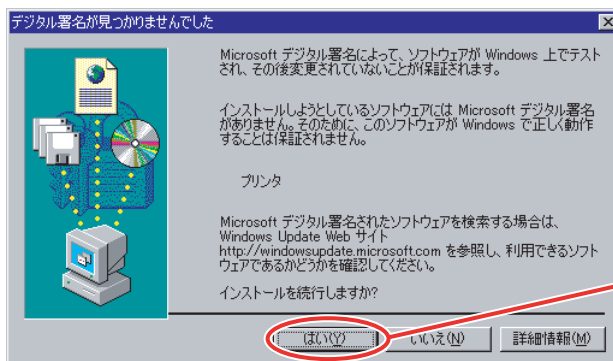 デジタル署名が見つかりませんでした
Microsoft デジタル署名によって、ソフトウェアが Windows 上でテスト
され、その後変更されていないことが保証されます。
インストールしようとしているソフトウェアには Microsoft デジタル署名
がありません。そのために、このソフトウェアが Windows で正しく動作
することは保証されません。
プリンタ
Microsoft デジタル署名されたソフトウェアを検索する場合は、
Windows Update Web サイト
http://windowsupdate.microsoft.com を参照し、利用できるソフト
ウェアであるかどうかを確認してください。
インストールを続行しますか?
はい(Y) いいえ(N) 詳細情報(M)